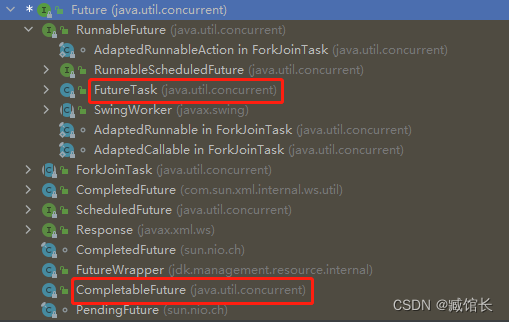 * Future (java.util.concurrent)
RunnableFuture (java.util.concurrent)
AdaptedRunnableAction in ForkJoinTask (java.util.concurrent)
RunnableScheduledFuture (java.util.concurrent)
FutureTask (java.util.concurrent)
SwingWorker (javax.swing)
AdaptedRunnable in ForkJoinTask (java.util.concurrent)
AdaptedCallable in ForkJoinTask (java.util.concurrent)
ForkJoinTask (java.util.concurrent)
CompletedFuture (com.sun.xml.internal.ws.util)
ScheduledFuture (java.util.concurrent)
Response (javax.xml.ws)
CompletedFuture (sun.nio.ch)
FutureWrapper (jdk.management.resource.internal)
CompletableFuture (java.util.concurrent)
PendingFuture (sun.nio.ch)
CSDN @臧馆长